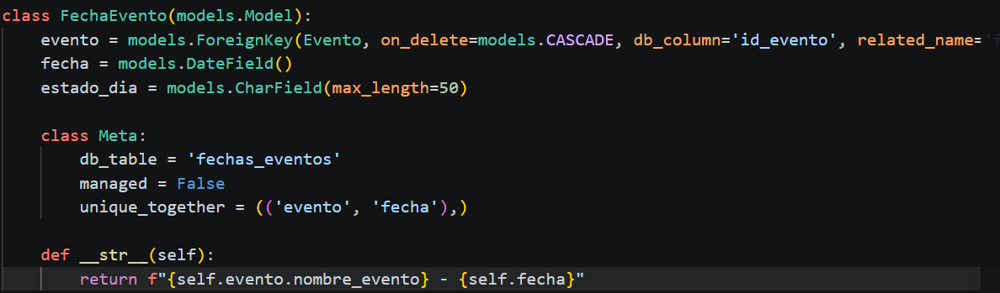 class FechaEvento(models.Model):
    evento = models.ForeignKey(Evento, on_delete=models.CASCADE, db_column='id_evento', related_name='f
    fecha = models.DateField()
    estado_dia = models.CharField(max_length=50)
    class Meta:
        db_table = 'fechas_eventos'
        managed = False
        unique_together = (('evento', 'fecha'),)
    def __str__(self):
        return f"{self.evento.nombre_evento} - {self.fecha}"